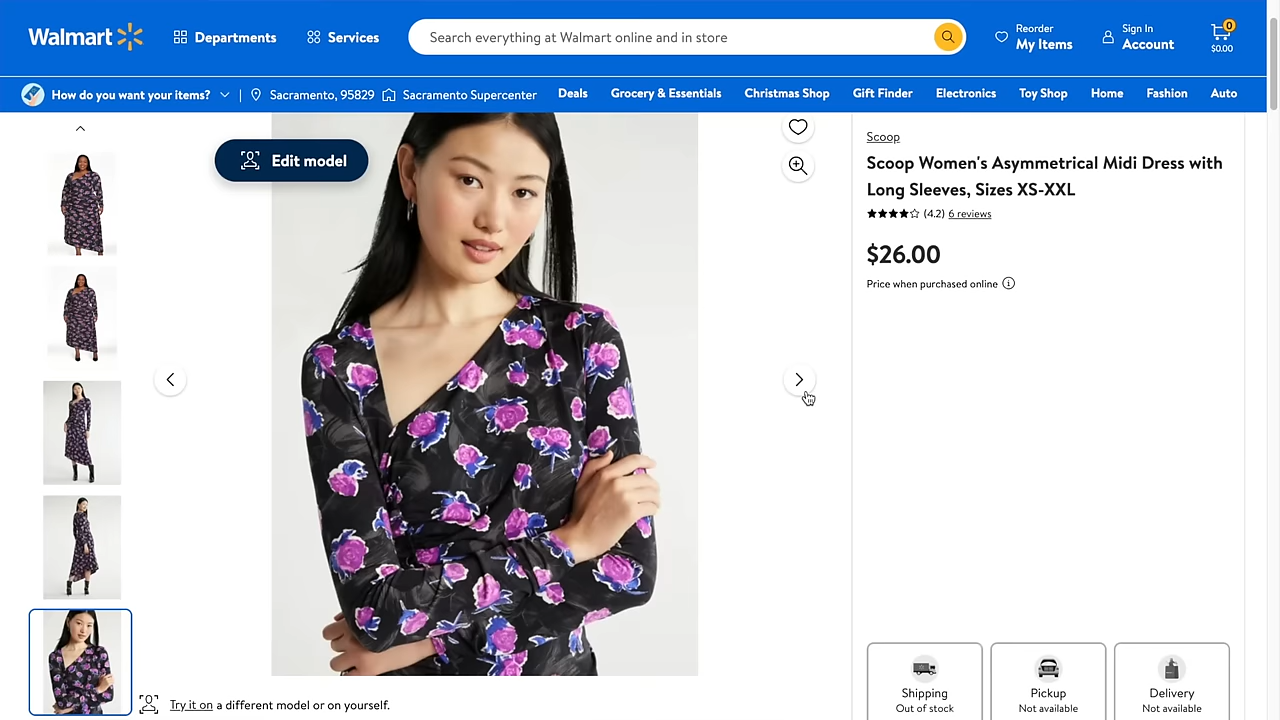 Walmart
Departments
Services
Search everything at Walmart online and in store
Reorder
My Items
Sign In
Account
0
$0.00
How do you want your items?
Sacramento, 95829
Sacramento Supercenter
Deals
Grocery & Essentials
Christmas Shop
Gift Finder
Electronics
Toy Shop
Home
Fashion
Auto
Edit model
Scoop
Scoop Women's Asymmetrical Midi Dress with
Long Sleeves, Sizes XS-XXL
(4.2) 6 reviews
$26.00
Price when purchased online
Shipping
Out of stock
Pickup
Not available
Delivery
Not available
Try it on a different model or on yourself.